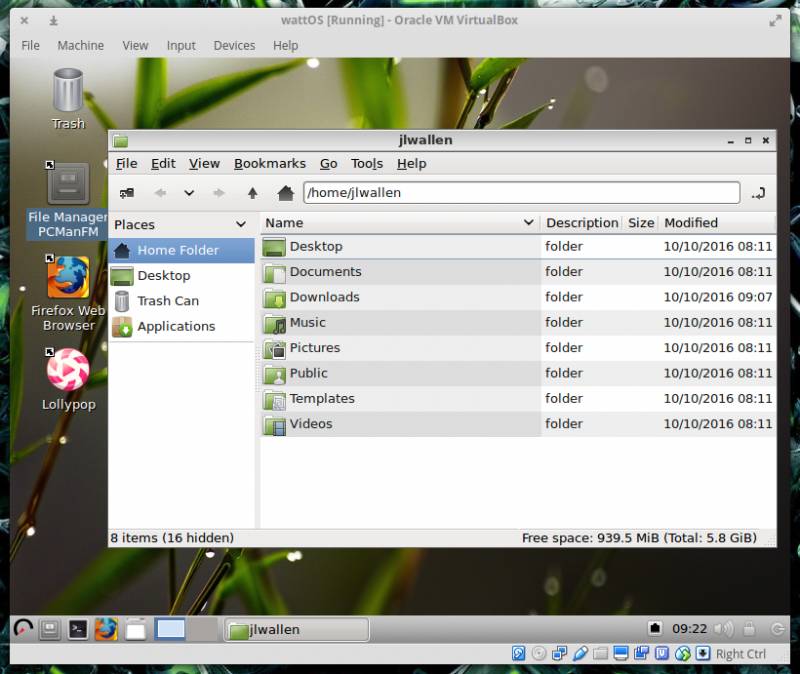 wattOS [Running] - Oracle VM VirtualBox
File Machine View Input Devices Help
Trash
File Manager
PCManFM
Firefox Web
Browser
Lollypop
jlwallen
File Edit View Bookmarks Go Tools Help
/home/jlwallen
Places
Home Folder
Desktop
Trash Can
Applications
Name Description Size Modified
Desktop folder 10/10/2016 08:11
Documents folder 10/10/2016 08:11
Downloads folder 10/10/2016 09:07
Music folder 10/10/2016 08:11
Pictures folder 10/10/2016 08:11
Public folder 10/10/2016 08:11
Templates folder 10/10/2016 08:11
Videos folder 10/10/2016 08:11
8 items (16 hidden) Free space: 939.5 MiB (Total: 5.8 GiB)
jlwallen 09:22
Right Ctrl